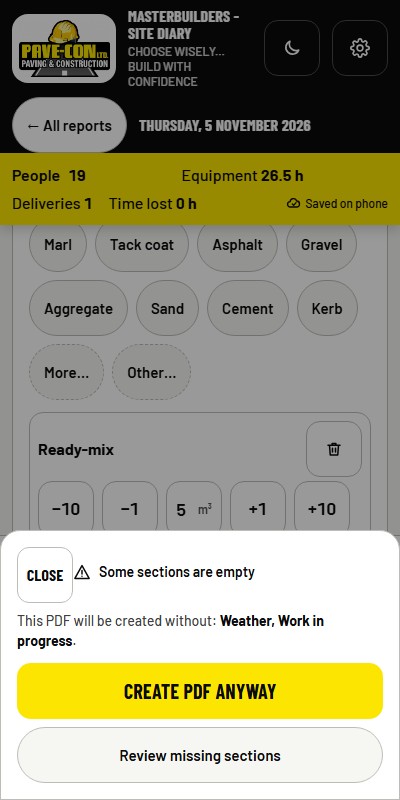 PAVE-CON LTD.
PAVING & CONSTRUCTION
MASTERBUILDERS -
SITE DIARY
CHOOSE WISELY...
BUILD WITH
CONFIDENCE
← All reports
THURSDAY, 5 NOVEMBER 2026
People 19 Equipment 26.5 h
Deliveries 1 Time lost 0 h Saved on phone
Marl Tack coat Asphalt Gravel
Aggregate Sand Cement Kerb
More... Other...
Ready-mix
−10 −1 5 m³ +1 +10
CLOSE Some sections are empty
This PDF will be created without: Weather, Work in
progress.
CREATE PDF ANYWAY
Review missing sections